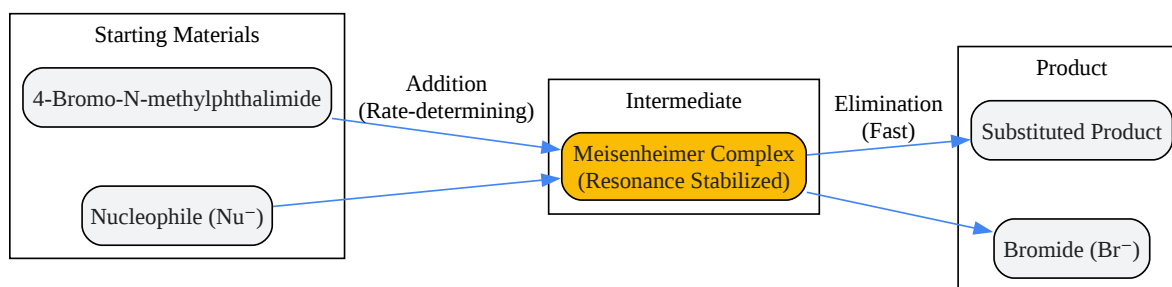 Starting Materials
4-Bromo-N-methylphthalimide
Nucleophile (Nu⁻)
Addition
(Rate-determining)
Intermediate
Meisenheimer Complex
(Resonance Stabilized)
Elimination
(Fast)
Product
Substituted Product
Bromide (Br⁻)